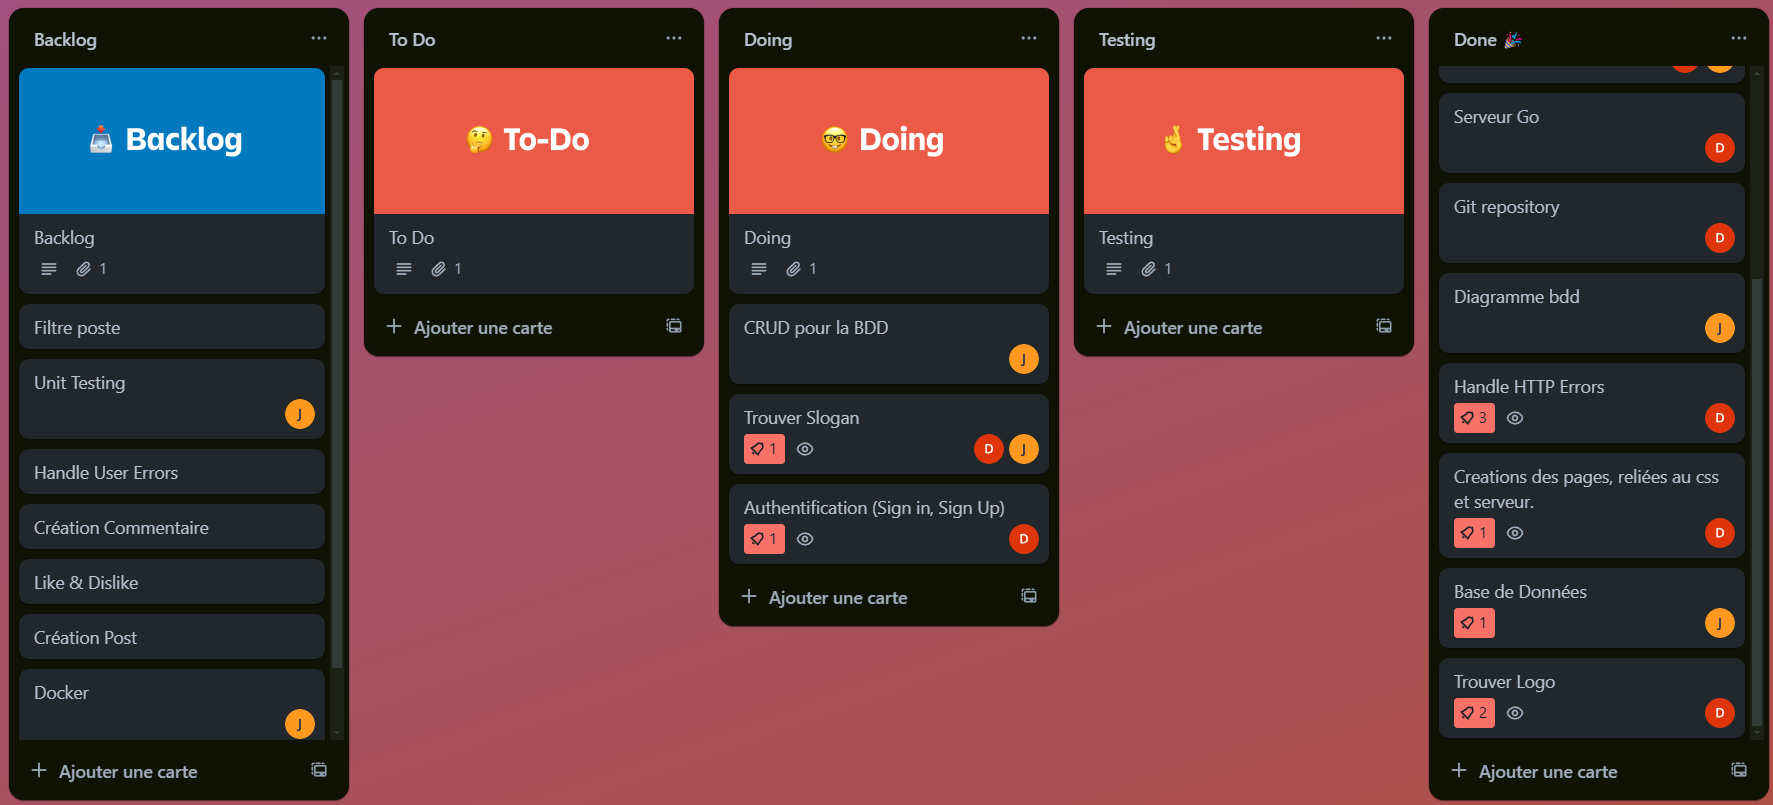 Backlog
Backlog
Backlog
1
Filtre poste
Unit Testing
J
Handle User Errors
Création Commentaire
Like & Dislike
Création Post
Docker
J
Ajouter une carte
To Do
To-Do
To Do
1
Ajouter une carte
Doing
Doing
Doing
1
CRUD pour la BDD
J
Trouver Slogan
1
D J
Authentification (Sign in, Sign Up)
1
D
Ajouter une carte
Testing
Testing
Testing
1
Ajouter une carte
Done
Serveur Go
D
Git repository
D
Diagramme bdd
J
Handle HTTP Errors
3
D
Creations des pages, reliées au css
et serveur.
1
D
Base de Données
1
J
Trouver Logo
2
D
Ajouter une carte